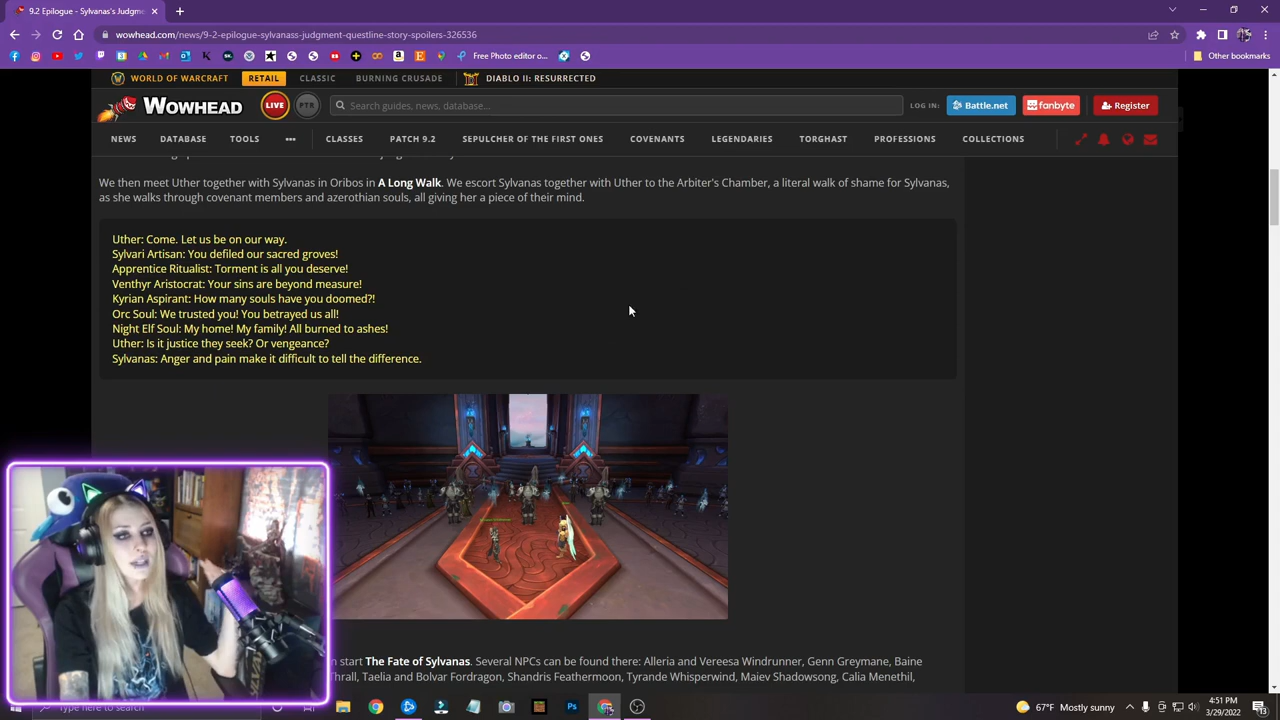 9.2 Epilogue - Sylvanas's Judgm
wowhead.com/news/9-2-epilogue-sylvanass-judgment-questline-story-spoilers-326536
Free Photo editor o...
Other bookmarks
WORLD OF WARCRAFT RETAIL CLASSIC BURNING CRUSADE DIABLO II: RESURRECTED
WOWHEAD LIVE PTR Search guides, news, database... LOG IN: Battle.net fanbyte Register
NEWS DATABASE TOOLS ••• CLASSES PATCH 9.2 SEPULCHER OF THE FIRST ONES COVENANTS LEGENDARIES TORGHAST PROFESSIONS COLLECTIONS
We then meet Uther together with Sylvanas in Oribos in A Long Walk. We escort Sylvanas together with Uther to the Arbiter's Chamber, a literal walk of shame for Sylvanas,
as she walks through covenant members and azerothian souls, all giving her a piece of their mind.
Uther: Come. Let us be on our way.
Sylvari Artisan: You defiled our sacred groves!
Apprentice Ritualist: Torment is all you deserve!
Venthyr Aristocrat: Your sins are beyond measure!
Kyrian Aspirant: How many souls have you doomed?!
Orc Soul: We trusted you! You betrayed us all!
Night Elf Soul: My home! My family! All burned to ashes!
Uther: Is it justice they seek? Or vengeance?
Sylvanas: Anger and pain make it difficult to tell the difference.
start The Fate of Sylvanas. Several NPCs can be found there: Alleria and Vereesa Windrunner, Genn Greymane, Baine
Thrall, Taelia and Bolvar Fordragon, Shandris Feathermoon, Tyrande Whisperwind, Maiev Shadowsong, Calia Menethil,
Type here to search
67°F Mostly sunny
4:51 PM
3/29/2022